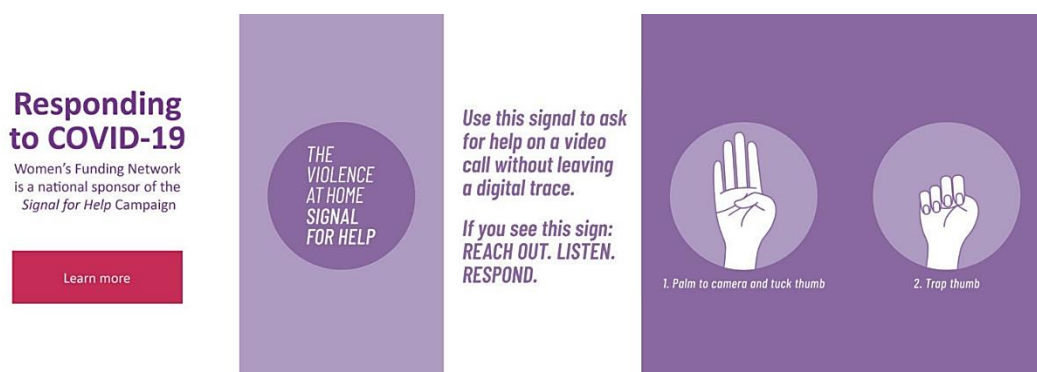 Responding
to COVID-19
Women's Funding Network
is a national sponsor of the
Signal for Help Campaign
Learn more
THE
VIOLENCE
AT HOME
SIGNAL
FOR HELP
Use this signal to ask
for help on a video
call without leaving
a digital trace.
If you see this sign:
REACH OUT. LISTEN.
RESPOND.
1. Palm to camera and tuck thumb
2. Trap thumb